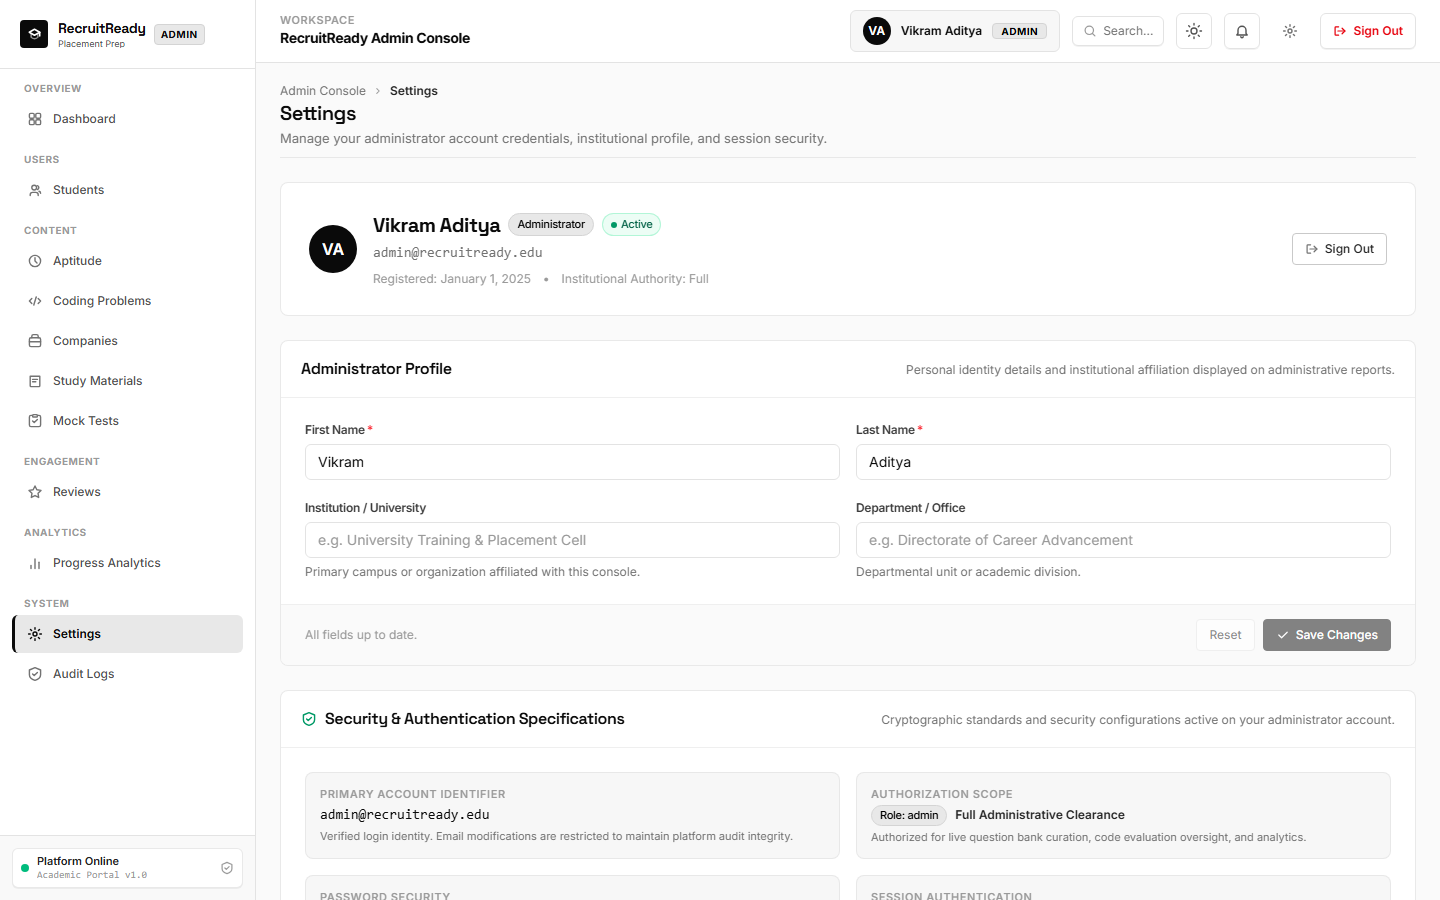 RecruitReady
Placement Prep
ADMIN
OVERVIEW
Dashboard
USERS
Students
CONTENT
Aptitude
Coding Problems
Companies
Study Materials
Mock Tests
ENGAGEMENT
Reviews
ANALYTICS
Progress Analytics
SYSTEM
Settings
Audit Logs
Platform Online
Academic Portal v1.0
WORKSPACE
RecruitReady Admin Console
VA Vikram Aditya ADMIN
Search...
Sign Out
Admin Console › Settings
Settings
Manage your administrator account credentials, institutional profile, and session security.
VA
Vikram Aditya Administrator Active
admin@recruitready.edu
Registered: January 1, 2025 • Institutional Authority: Full
Sign Out
Administrator Profile
Personal identity details and institutional affiliation displayed on administrative reports.
First Name *
Vikram
Last Name *
Aditya
Institution / University
e.g. University Training & Placement Cell
Primary campus or organization affiliated with this console.
Department / Office
e.g. Directorate of Career Advancement
Departmental unit or academic division.
All fields up to date.
Reset
Save Changes
Security & Authentication Specifications
Cryptographic standards and security configurations active on your administrator account.
PRIMARY ACCOUNT IDENTIFIER
admin@recruitready.edu
Verified login identity. Email modifications are restricted to maintain platform audit integrity.
AUTHORIZATION SCOPE
Role: admin Full Administrative Clearance
Authorized for live question bank curation, code evaluation oversight, and analytics.
PASSWORD SECURITY
SESSION AUTHENTICATION